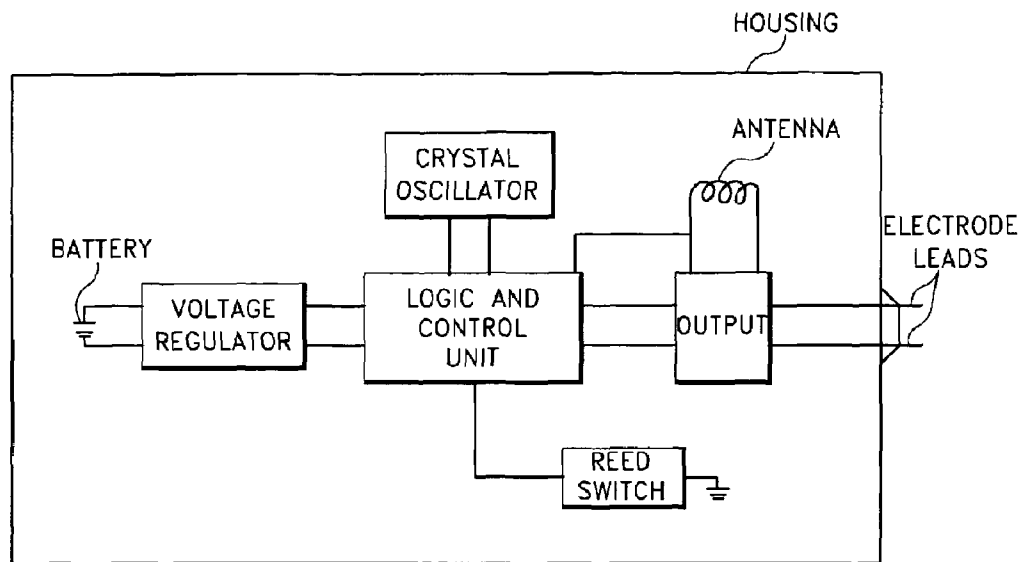 HOUSING
ANTENNA
CRYSTAL
OSCILLATOR
ELECTRODE
LEADS
BATTERY
VOLTAGE
REGULATOR
LOGIC AND
CONTROL
UNIT
OUTPUT
REED
SWITCH